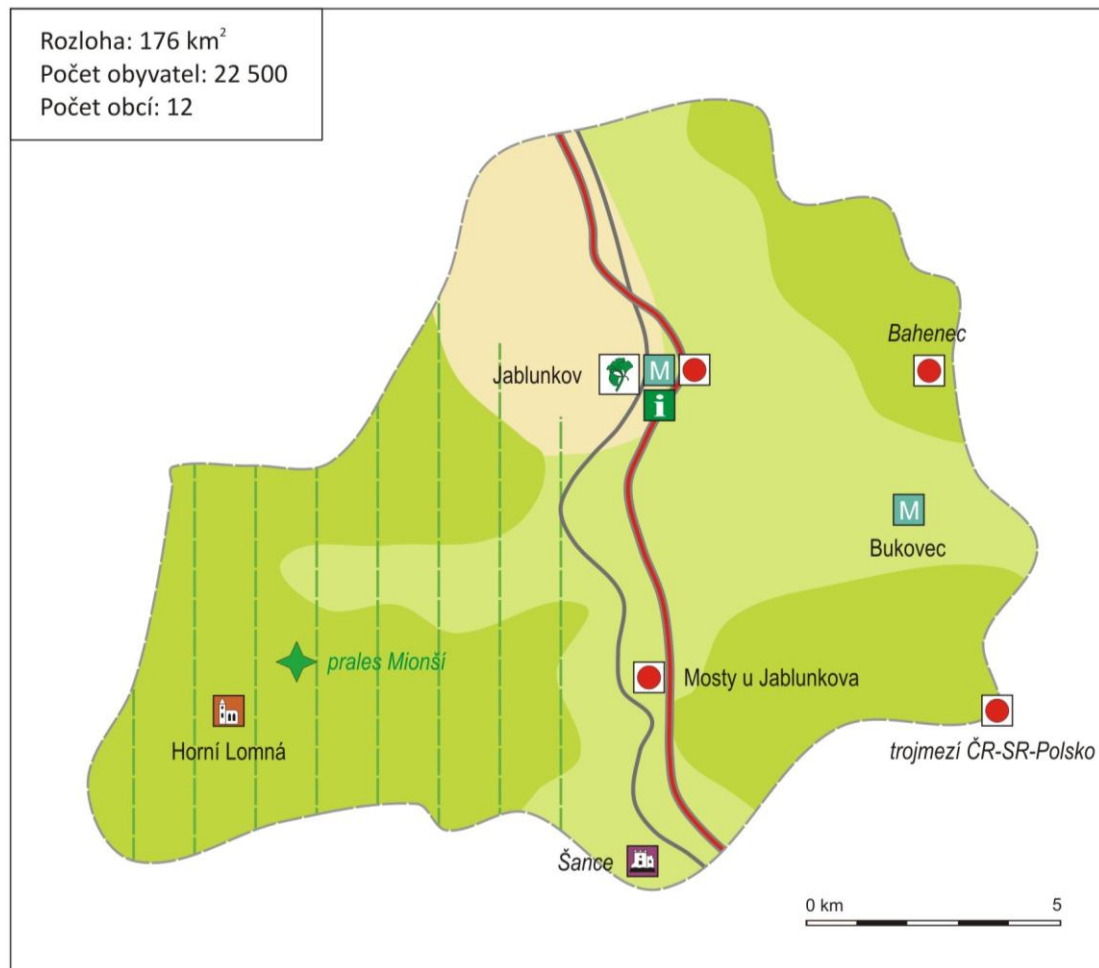 Rozloha: 176 km²
Počet obyvatel: 22 500
Počet obcí: 12
Bahenec
Jablunkov
M
i
M
Bukovec
prales Mionší
Mosty u Jablunkova
Horní Lomná
trojmezí ČR-SR-Polsko
Šance
0 km 5